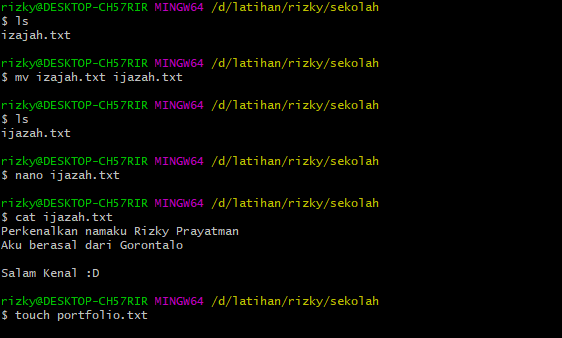 rizky@DESKTOP-CH57RIR MINGW64 /d/latihan/rizky/sekolah
$ ls
izajah.txt
rizky@DESKTOP-CH57RIR MINGW64 /d/latihan/rizky/sekolah
$ mv izajah.txt ijazah.txt
rizky@DESKTOP-CH57RIR MINGW64 /d/latihan/rizky/sekolah
$ ls
ijazah.txt
rizky@DESKTOP-CH57RIR MINGW64 /d/latihan/rizky/sekolah
$ nano ijazah.txt
rizky@DESKTOP-CH57RIR MINGW64 /d/latihan/rizky/sekolah
$ cat ijazah.txt
Perkenalkan namaku Rizky Prayatman
Aku berasal dari Gorontalo
Salam Kenal :D
rizky@DESKTOP-CH57RIR MINGW64 /d/latihan/rizky/sekolah
$ touch portfolio.txt